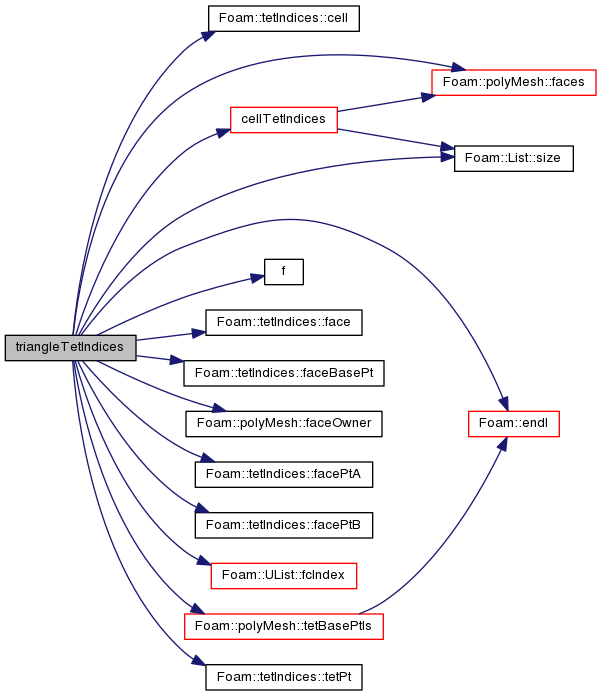 Foam::tetIndices::cell
Foam::polyMesh::faces
cellTetIndices
Foam::List::size
f
Foam::tetIndices::face
triangleTetIndices
Foam::tetIndices::faceBasePt
Foam::polyMesh::faceOwner
Foam::endl
Foam::tetIndices::facePtA
Foam::tetIndices::facePtB
Foam::UList::fcIndex
Foam::polyMesh::tetBasePtIs
Foam::tetIndices::tetPt